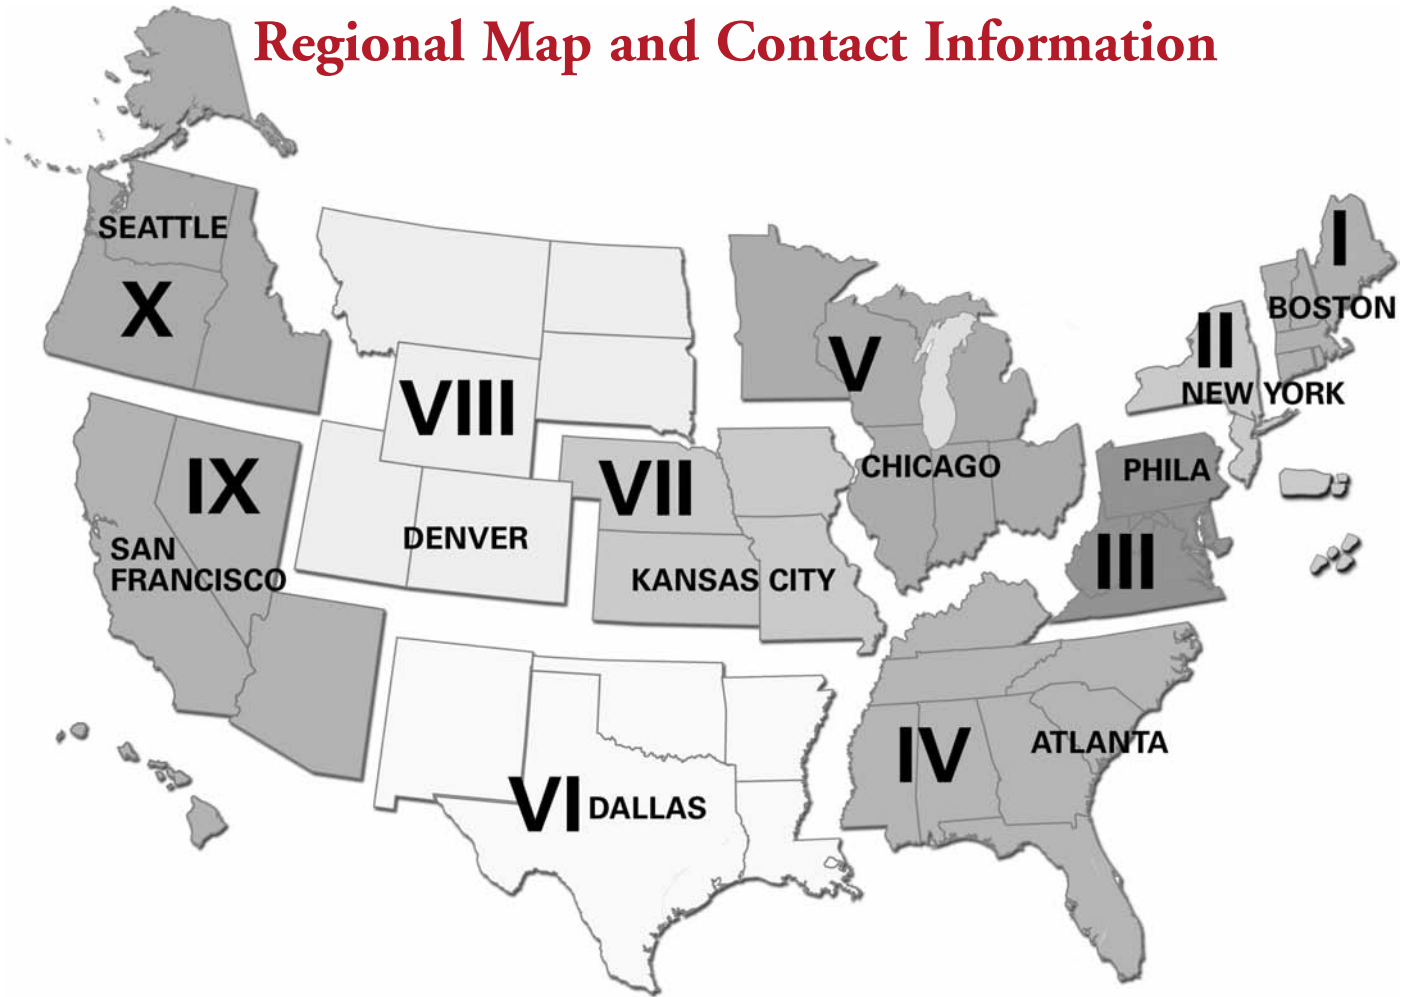 Regional Map and Contact Information
SEATTLE
X
I
BOSTON
II
NEW YORK
V
CHICAGO
VIII
DENVER
IX
SAN
FRANCISCO
VII
KANSAS CITY
PHILA
III
IV
ATLANTA
VI DALLAS